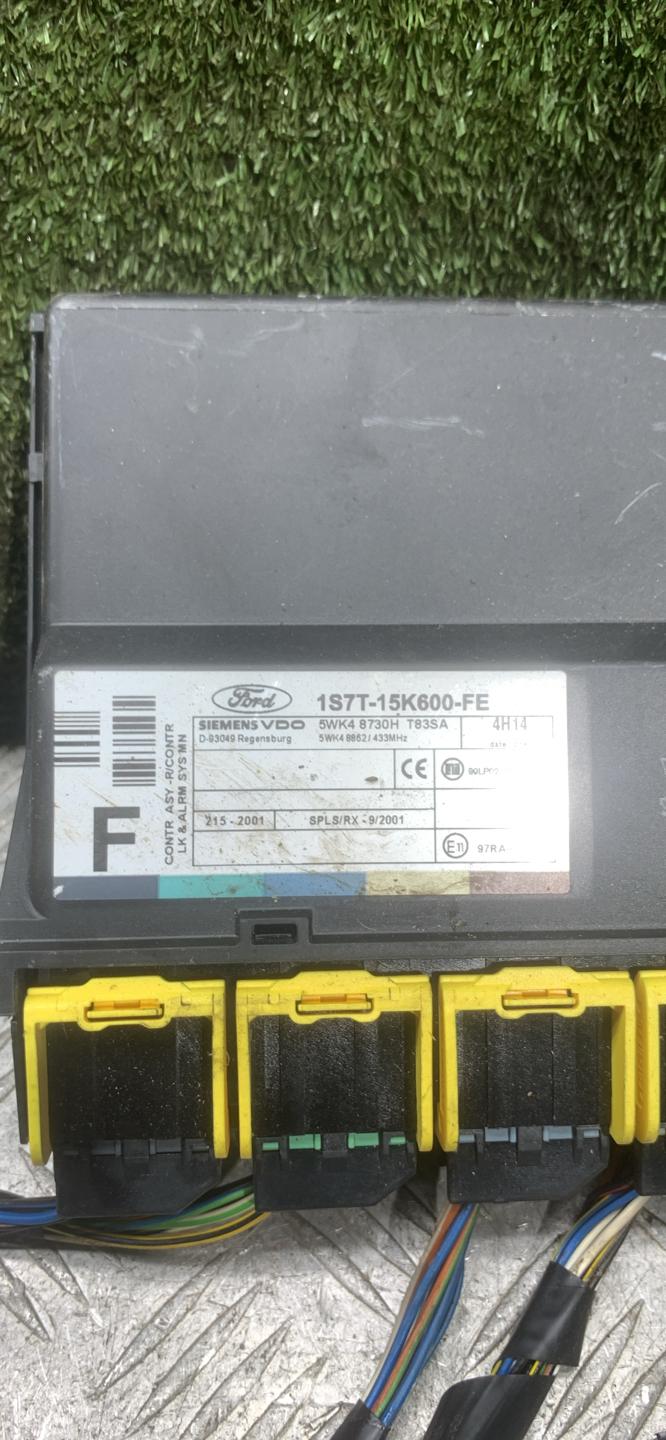 Ford 1S7T-15K600-FE
SIEMENS VDO 5WK4 8730H T83SA 4H14
D-93049 Regensburg 5WK4 8862J 433MHz
CE
215 - 2001 SPLS/RX - 9/2001
E11 97RA
CONTR ASY -R/CONTR
LK & ALRM SYS MN
F